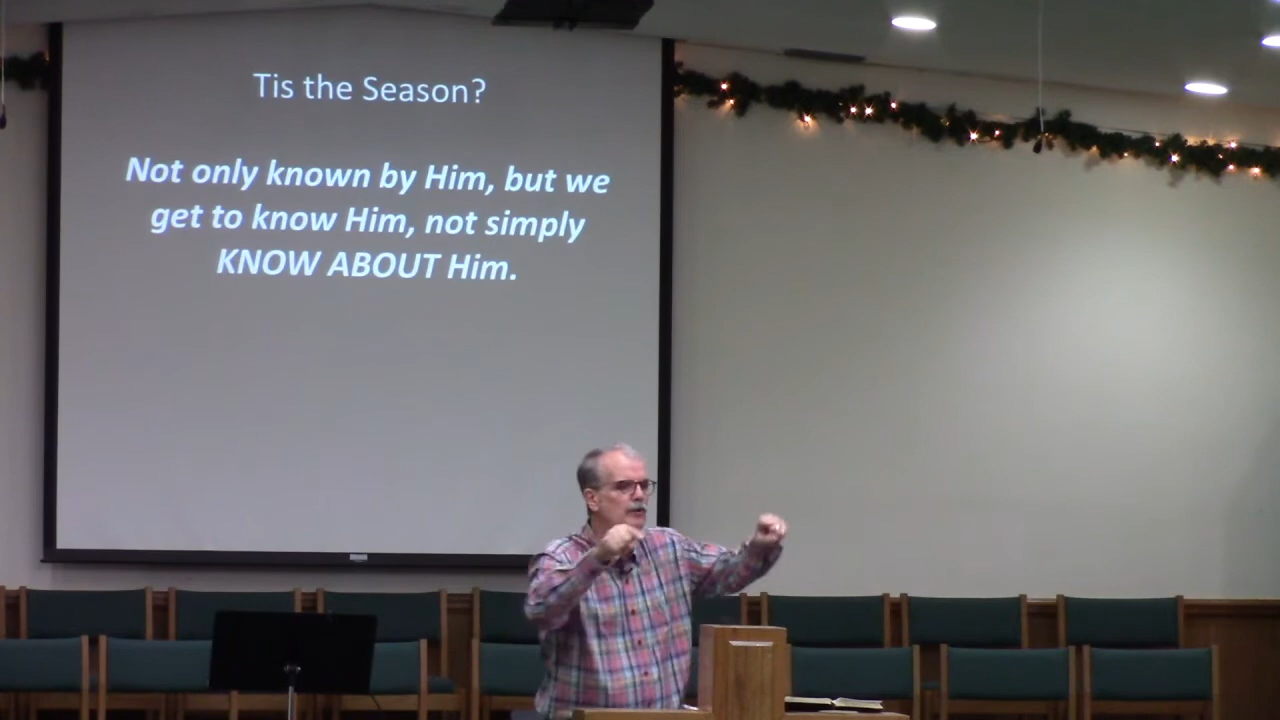 Tis the Season?
Not only known by Him, but we
get to know Him, not simply
KNOW ABOUT Him.